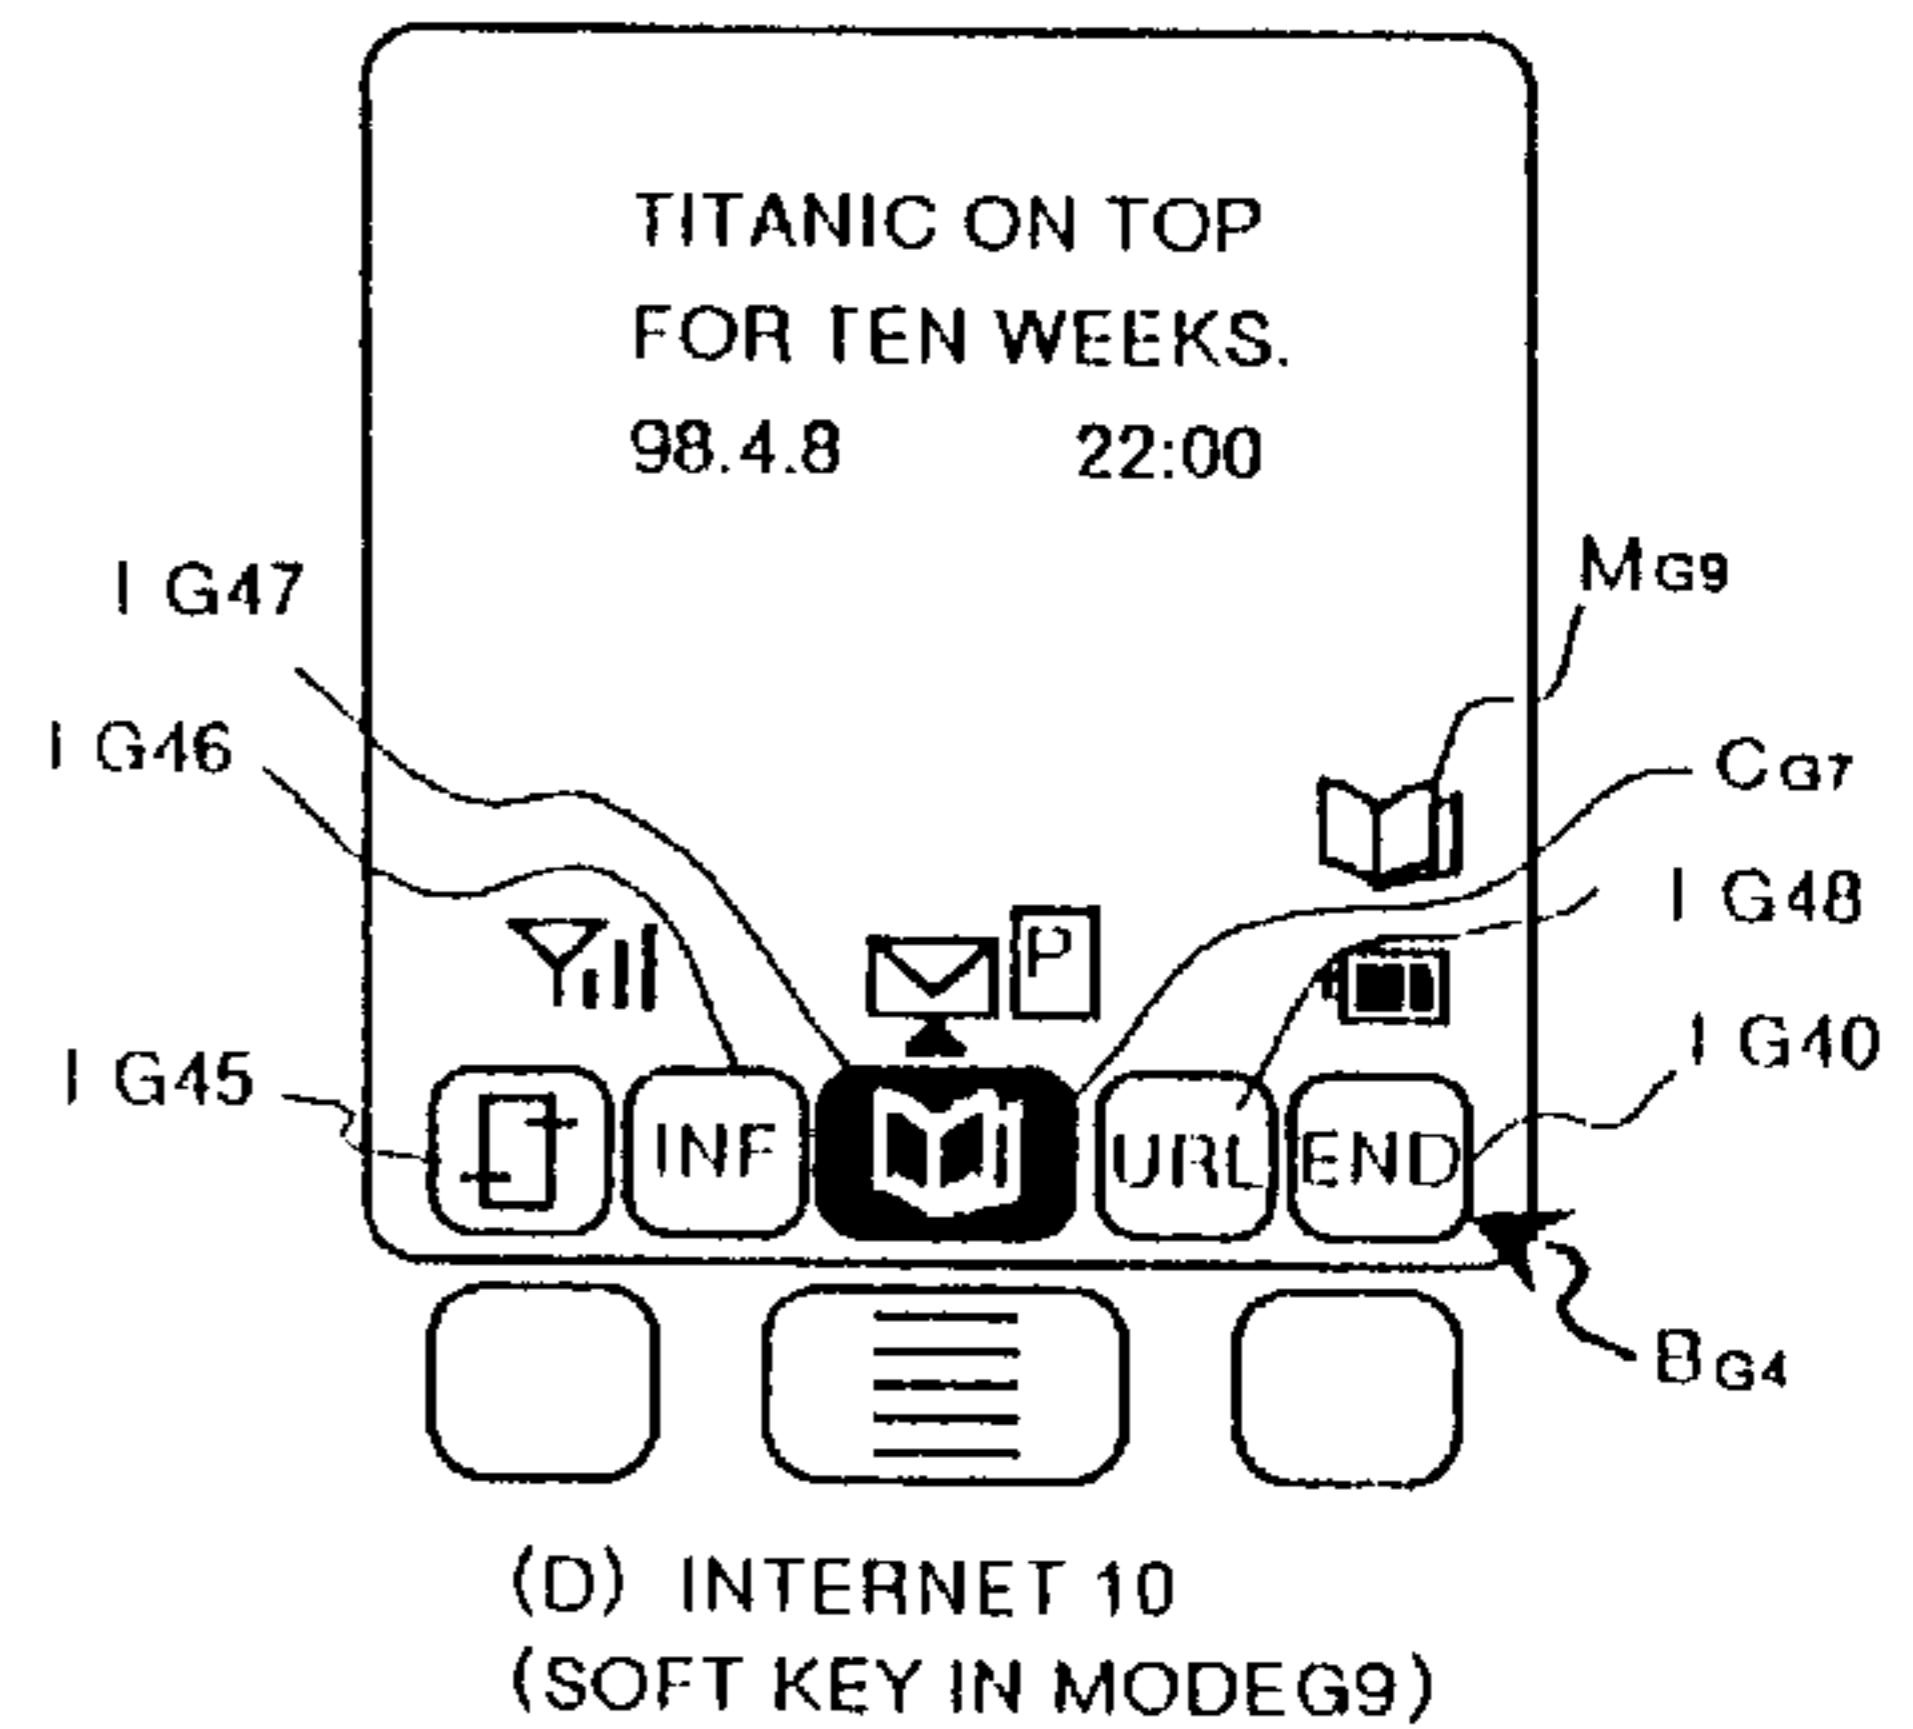 TITANIC ON TOP
FOR TEN WEEKS.
98.4.8 22:00
I G47
MG9
I G46
CG7
I G48
P
I G40
I G45
INF
URL
END
BG4
(D) INTERNET 10
(SOFT KEY IN MODEG9)